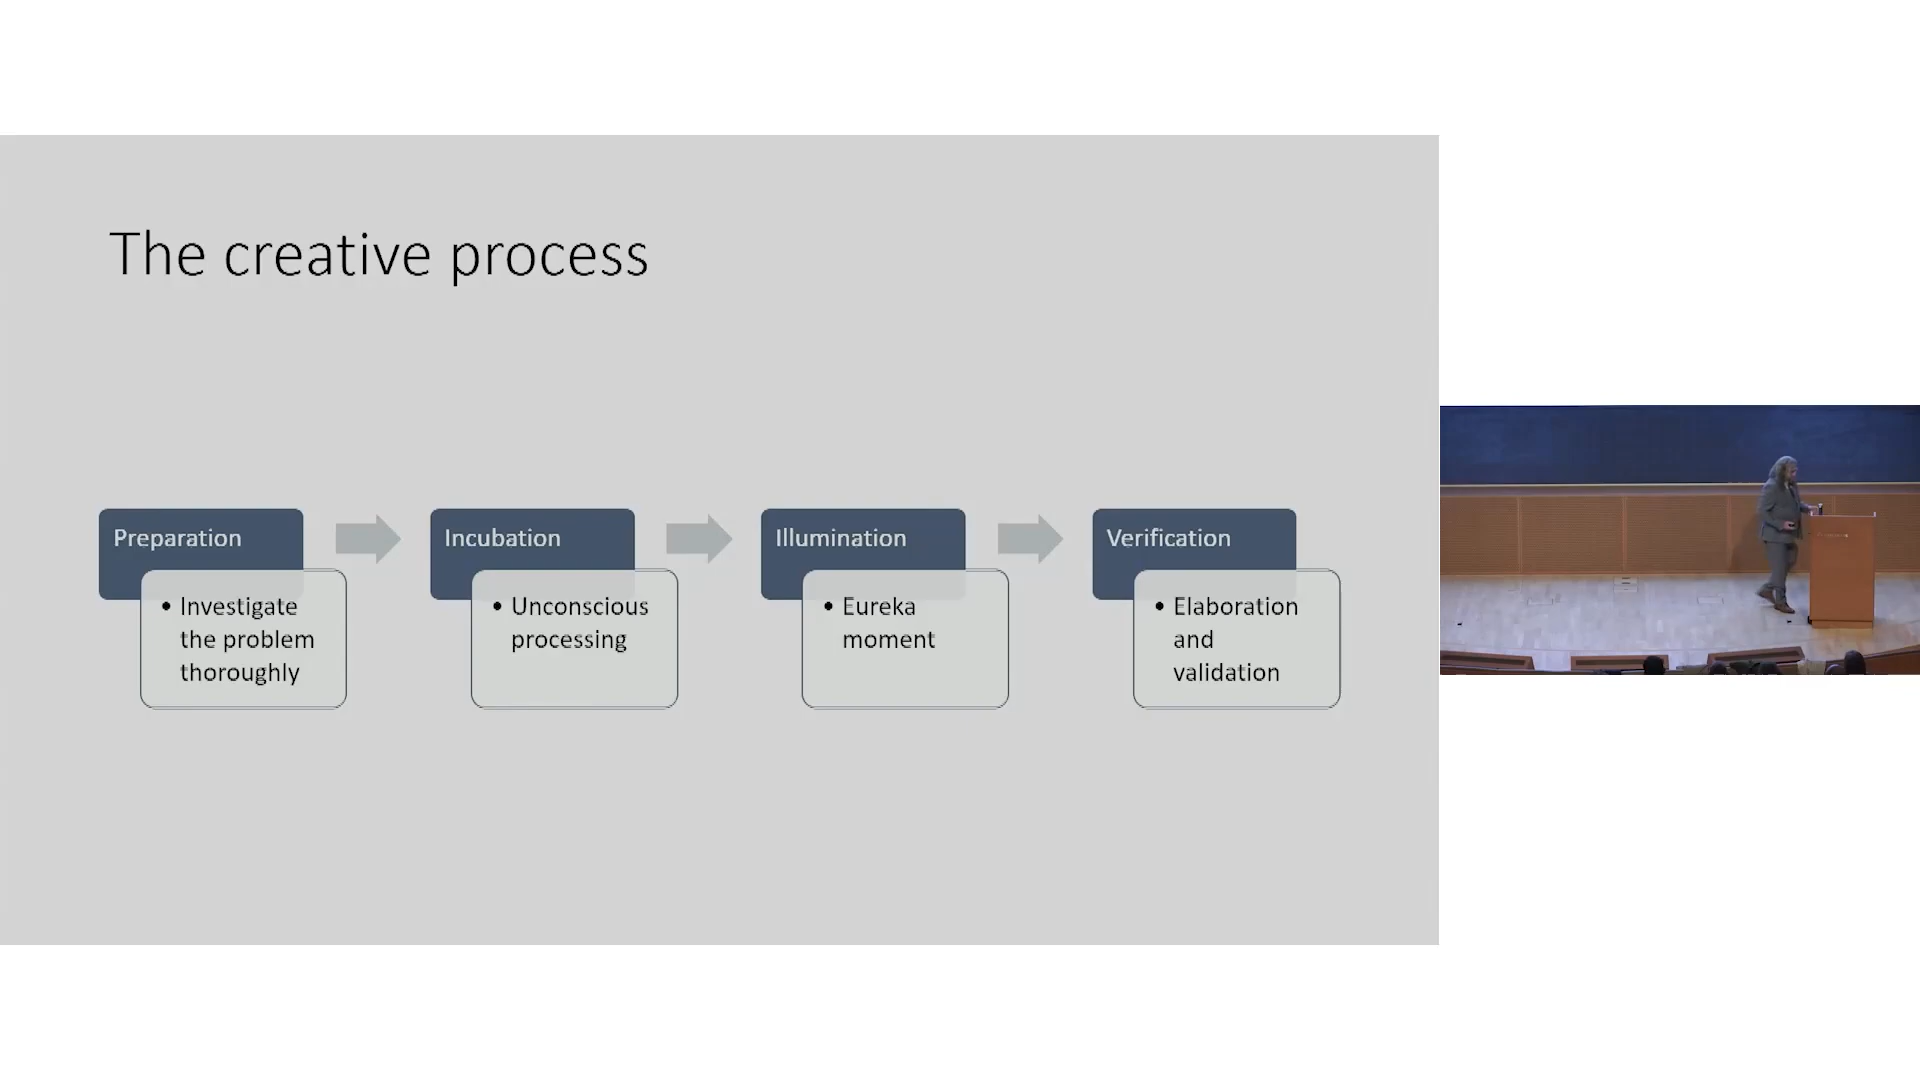 The creative process
Preparation
• Investigate
the problem
thoroughly
Incubation
• Unconscious
processing
Illumination
• Eureka
moment
Verification
• Elaboration
and
validation